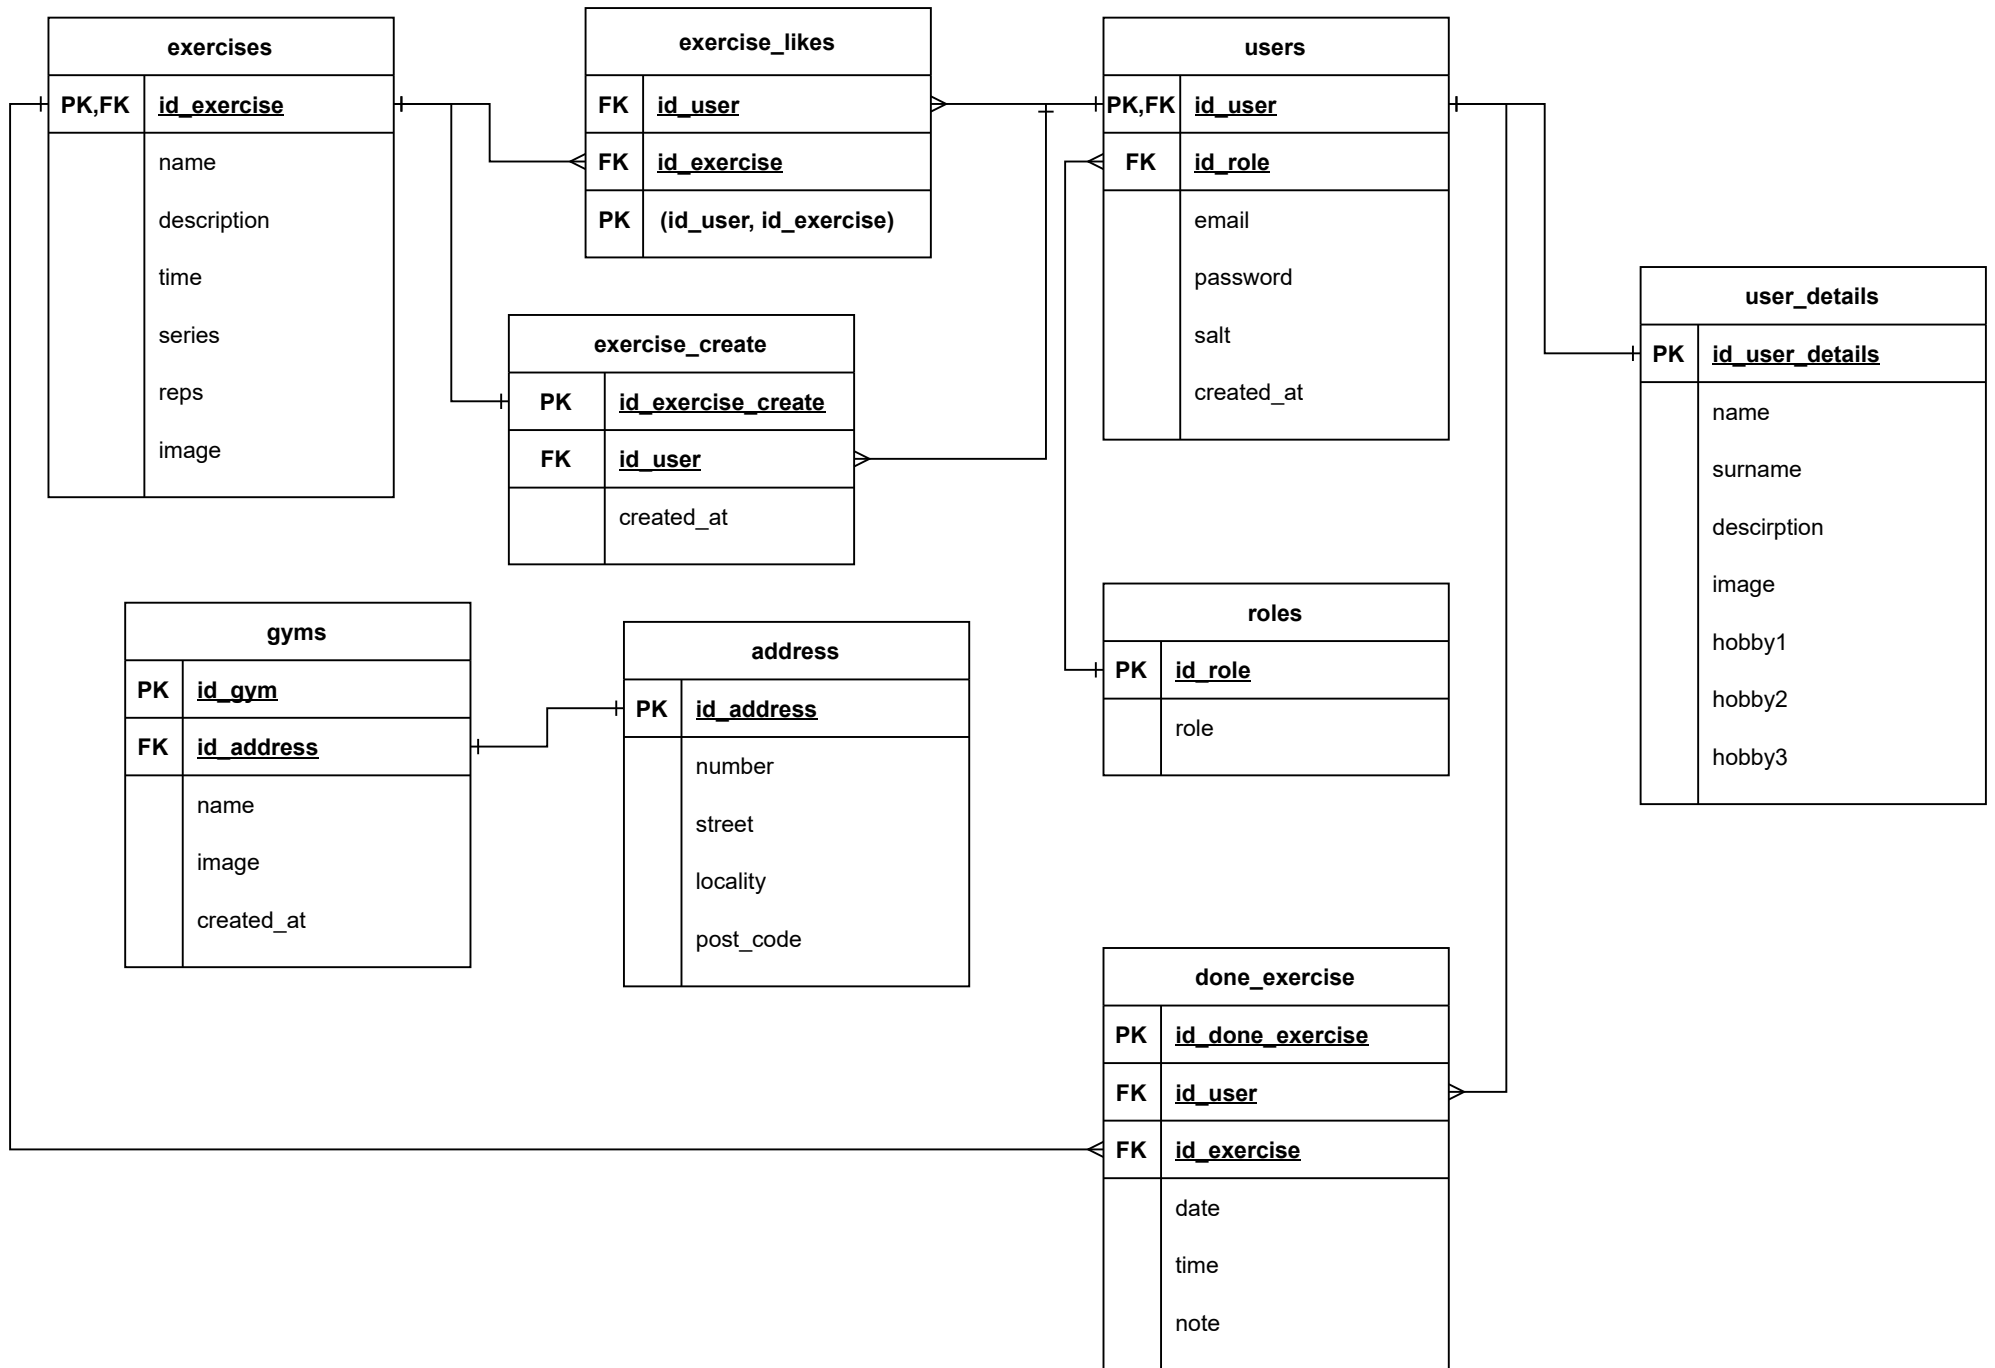 exercises
PK,FK id_exercise
name
description
time
series
reps
image
exercise_likes
FK id_user
FK id_exercise
PK (id_user, id_exercise)
users
PK,FK id_user
FK id_role
email
password
salt
created_at
user_details
PK id_user_details
name
surname
descirption
image
hobby1
hobby2
hobby3
exercise_create
PK id_exercise_create
FK id_user
created_at
gyms
PK id_gym
FK id_address
name
image
created_at
address
PK id_address
number
street
locality
post_code
roles
PK id_role
role
done_exercise
PK id_done_exercise
FK id_user
FK id_exercise
date
time
note